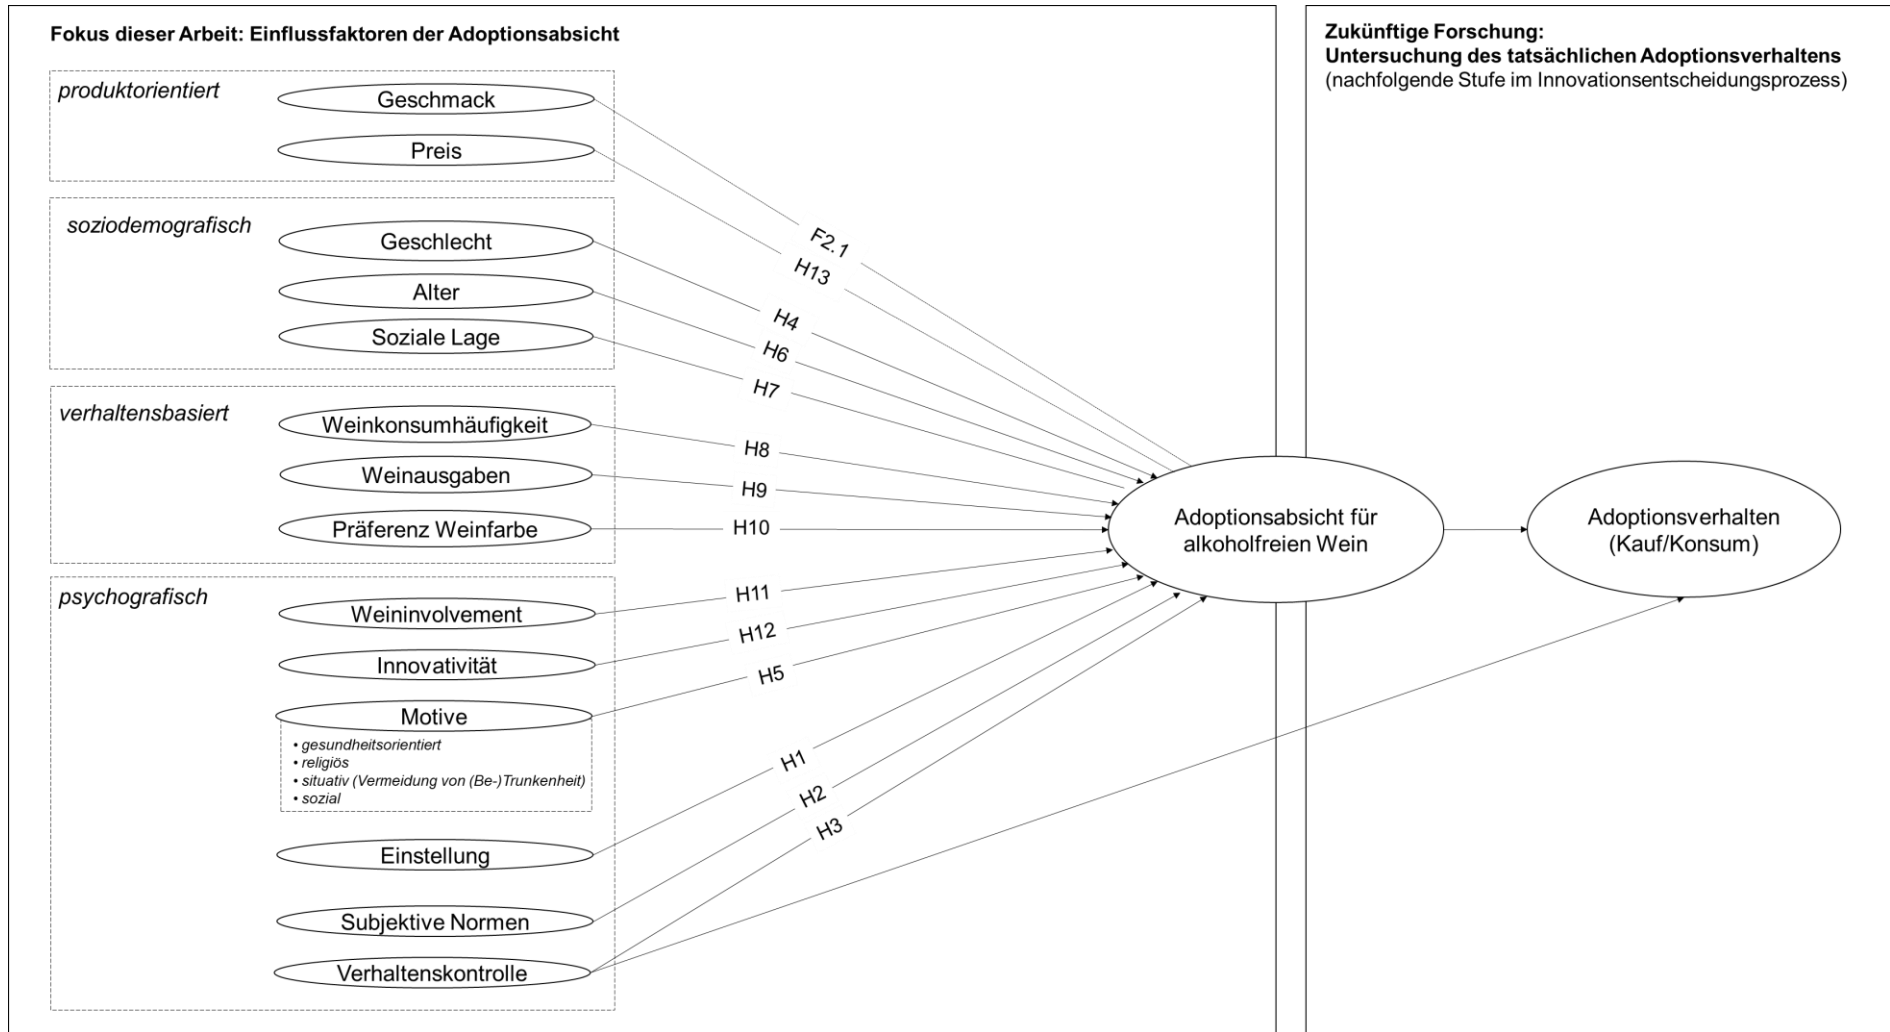 Fokus dieser Arbeit: Einflussfaktoren der Adoptionsabsicht
produktorientiert
Geschmack
Preis
soziodemografisch
Geschlecht
Alter
Soziale Lage
verhaltensbasiert
Weinkonsumhäufigkeit
Weinausgaben
Präferenz Weinfarbe
psychografisch
Weininvolvement
Innovativität
Motive
• gesundheitsorientiert
• religiös
• situativ (Vermeidung von (Be-)Trunkenheit)
• sozial
Einstellung
Subjektive Normen
Verhaltenskontrolle
F2.1
H13
H4
H6
H7
H8
H9
H10
H11
H12
H5
H1
H2
H3
Adoptionsabsicht für
alkoholfreien Wein
Zukünftige Forschung:
Untersuchung des tatsächlichen Adoptionsverhaltens
(nachfolgende Stufe im Innovationsentscheidungsprozess)
Adoptionsverhalten
(Kauf/Konsum)